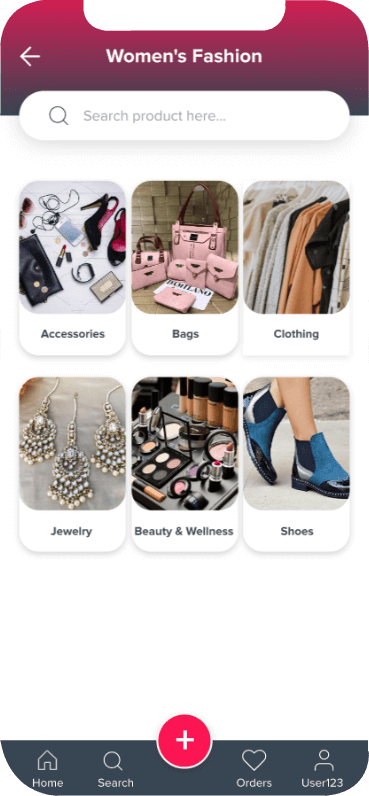 Women's Fashion
Search product here...
Accessories
Bags
Clothing
Jewelry
Beauty & Wellness
Shoes
Home
Search
Orders
User123